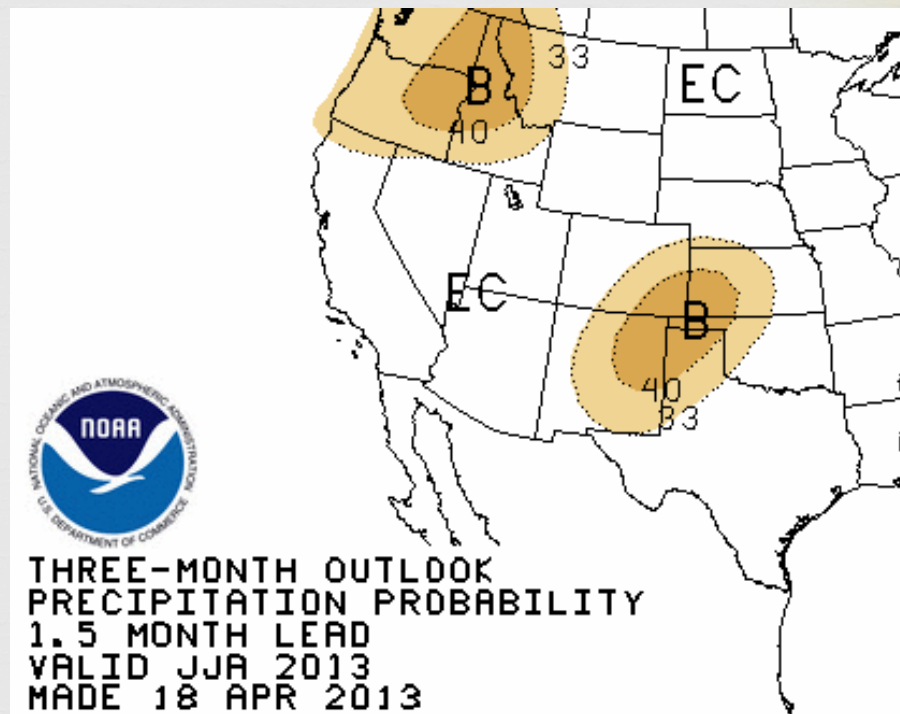 33
B
EC
40
EC
B
40
33
NATIONAL OCEANIC AND ATMOSPHERIC ADMINISTRATION
NOAA
U.S. DEPARTMENT OF COMMERCE
THREE-MONTH OUTLOOK
PRECIPITATION PROBABILITY
1.5 MONTH LEAD
VALID JJA 2013
MADE 18 APR 2013